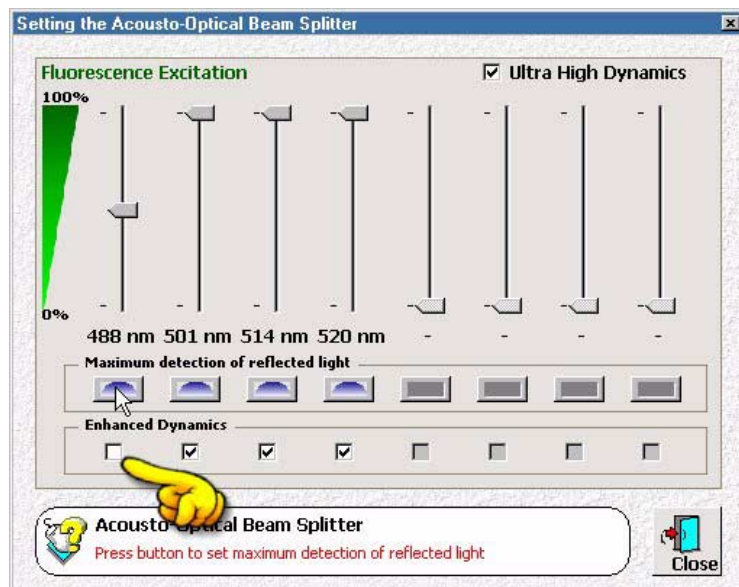 Setting the Acousto-Optical Beam Splitter
Fluorescence Excitation
Ultra High Dynamics
100%
0%
488 nm 501 nm 514 nm 520 nm - - - -
Maximum detection of reflected light
Enhanced Dynamics
Acousto-Optical Beam Splitter
Press button to set maximum detection of reflected light
Close